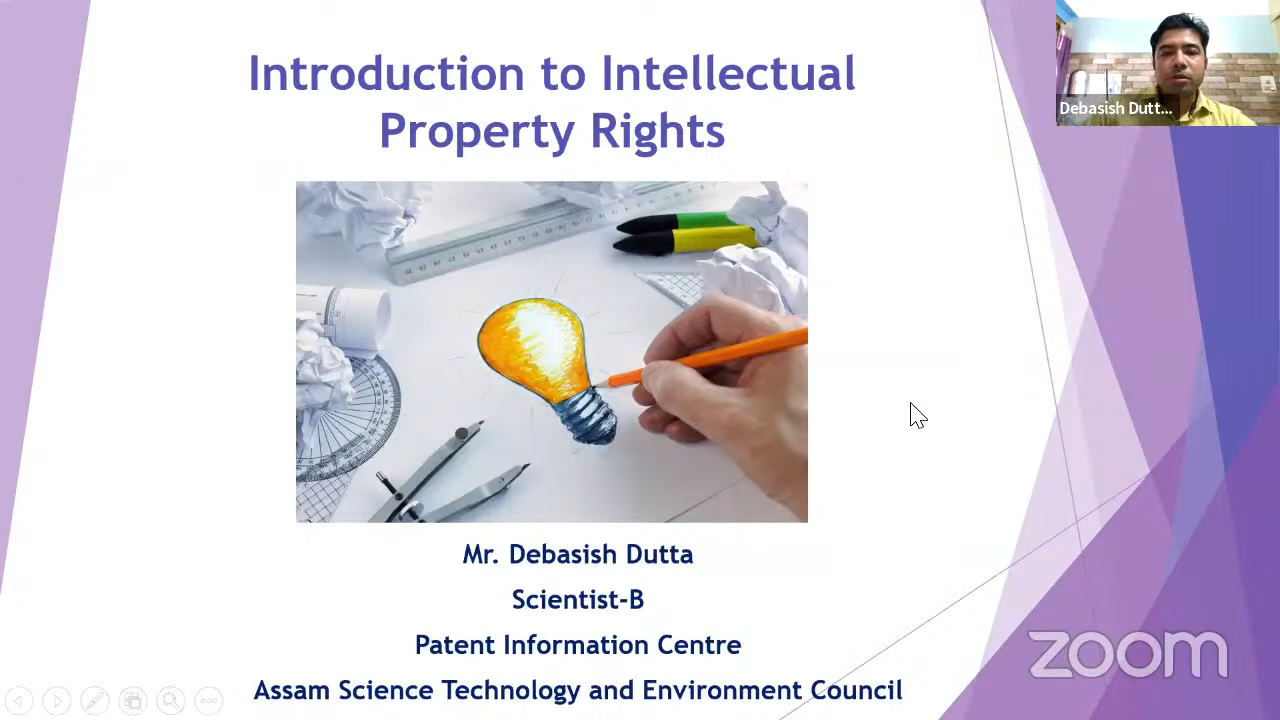 Introduction to Intellectual
Property Rights
Debasish Dutt...
Mr. Debasish Dutta
Scientist-B
Patent Information Centre
Assam Science Technology and Environment Council
zoom